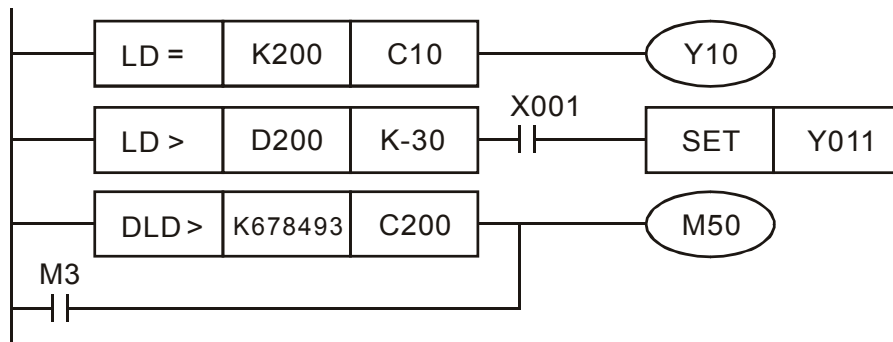 LD = K200 C10 Y10
X001
LD > D200 K-30 SET Y011
DLD > K678493 C200 M50
M3